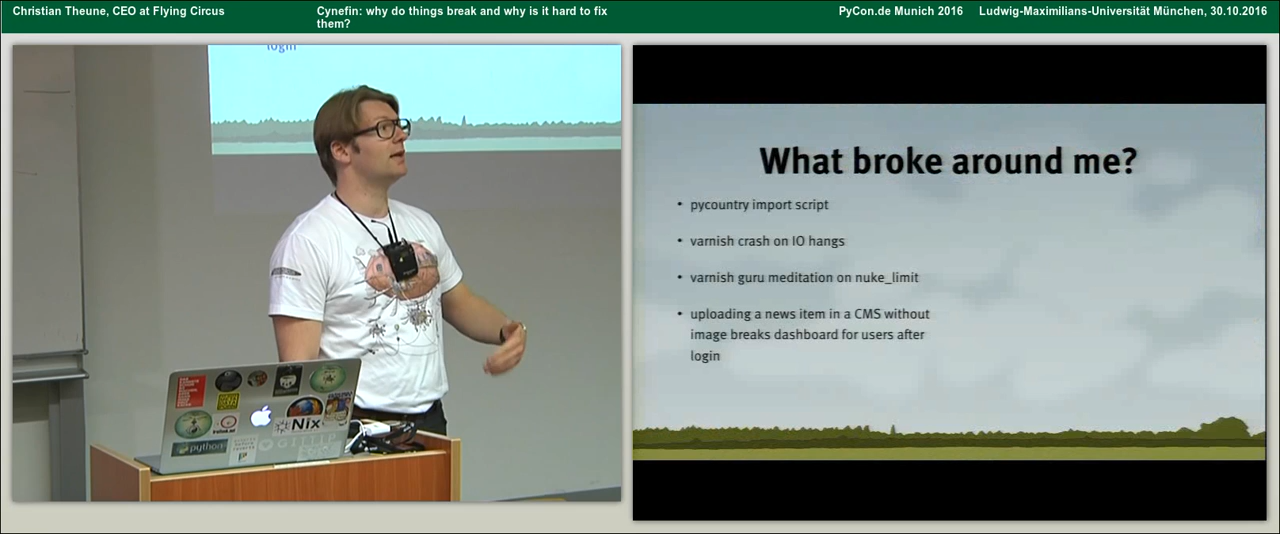 Christian Theune, CEO at Flying Circus
Cynefin: why do things break and why is it hard to fix
them?
PyCon.de Munich 2016
Ludwig-Maximilians-Universität München, 30.10.2016
login
What broke around me?
• pycountry import script
• varnish crash on IO hangs
• varnish guru meditation on nuke_limit
• uploading a news item in a CMS without
image breaks dashboard for users after
login
Nix
python
GITTIP